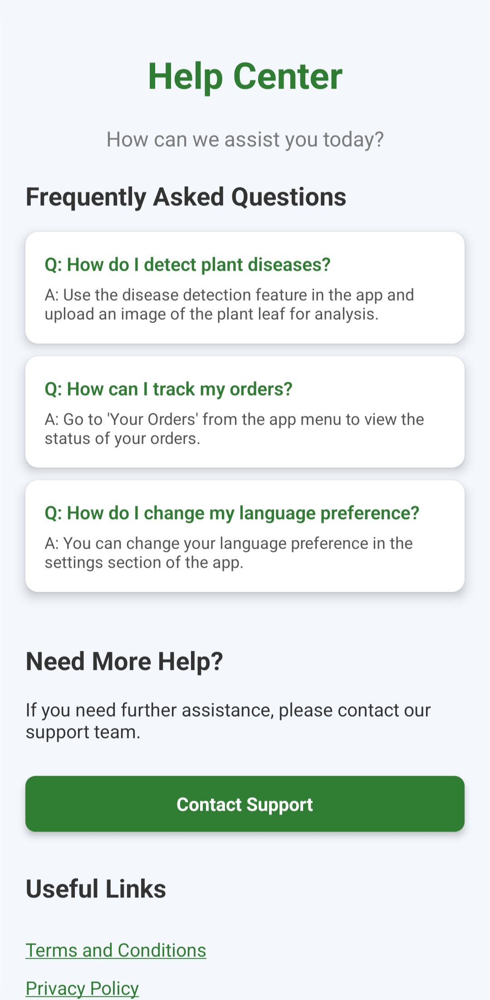 Help Center
How can we assist you today?
Frequently Asked Questions
Q: How do I detect plant diseases?
A: Use the disease detection feature in the app and
upload an image of the plant leaf for analysis.
Q: How can I track my orders?
A: Go to 'Your Orders' from the app menu to view the
status of your orders.
Q: How do I change my language preference?
A: You can change your language preference in the
settings section of the app.
Need More Help?
If you need further assistance, please contact our
support team.
Contact Support
Useful Links
Terms and Conditions
Privacy Policy